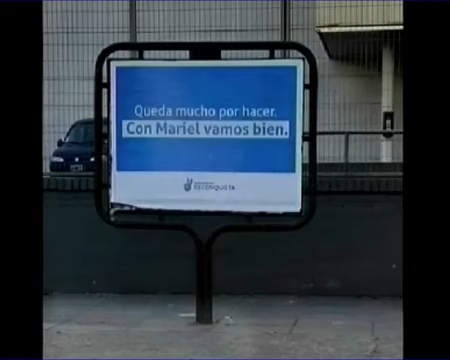 Queda mucho por hacer.
Con Mariel vamos bien.
RECONQUISTA